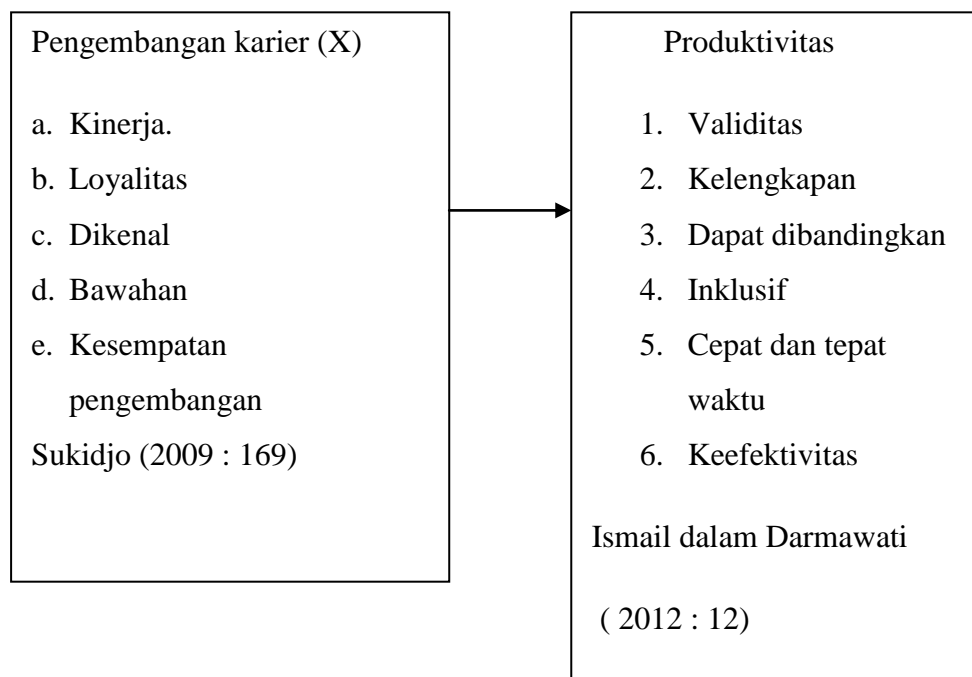 Pengembangan karier (X)
a. Kinerja.
b. Loyalitas
c. Dikenal
d. Bawahan
e. Kesempatan
pengembangan
Sukidjo (2009 : 169)
Produktivitas
1. Validitas
2. Kelengkapan
3. Dapat dibandingkan
4. Inklusif
5. Cepat dan tepat
waktu
6. Keefektivitas
Ismail dalam Darmawati
( 2012 : 12)